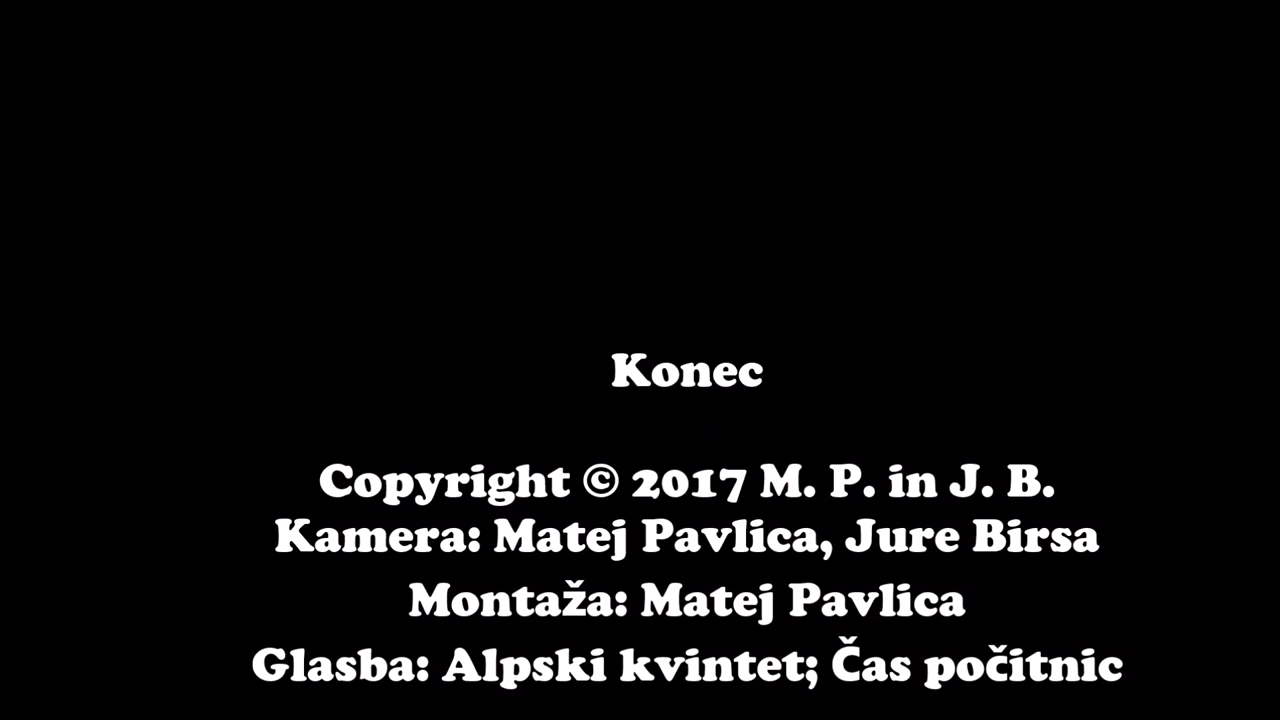 Konec
Copyright © 2017 M. P. in J. B.
Kamera: Matej Pavlica, Jure Birsa
Montaža: Matej Pavlica
Glasba: Alpski kvintet; Čas počitnic